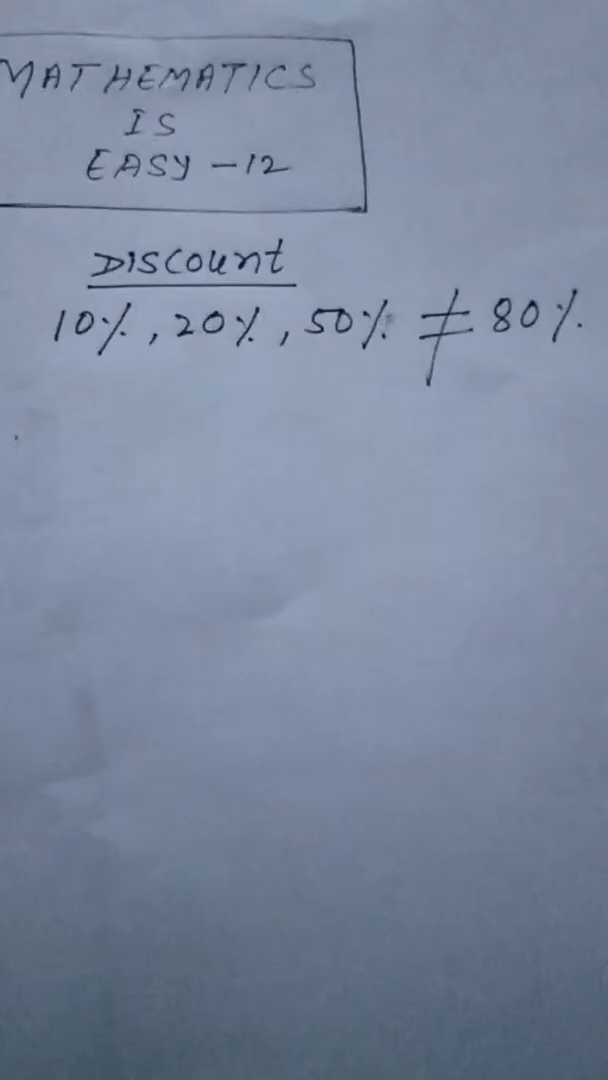 MATHEMATICS
IS
EASY -12
DISCOUNT
10%, 20%, 50% ≠ 80%.